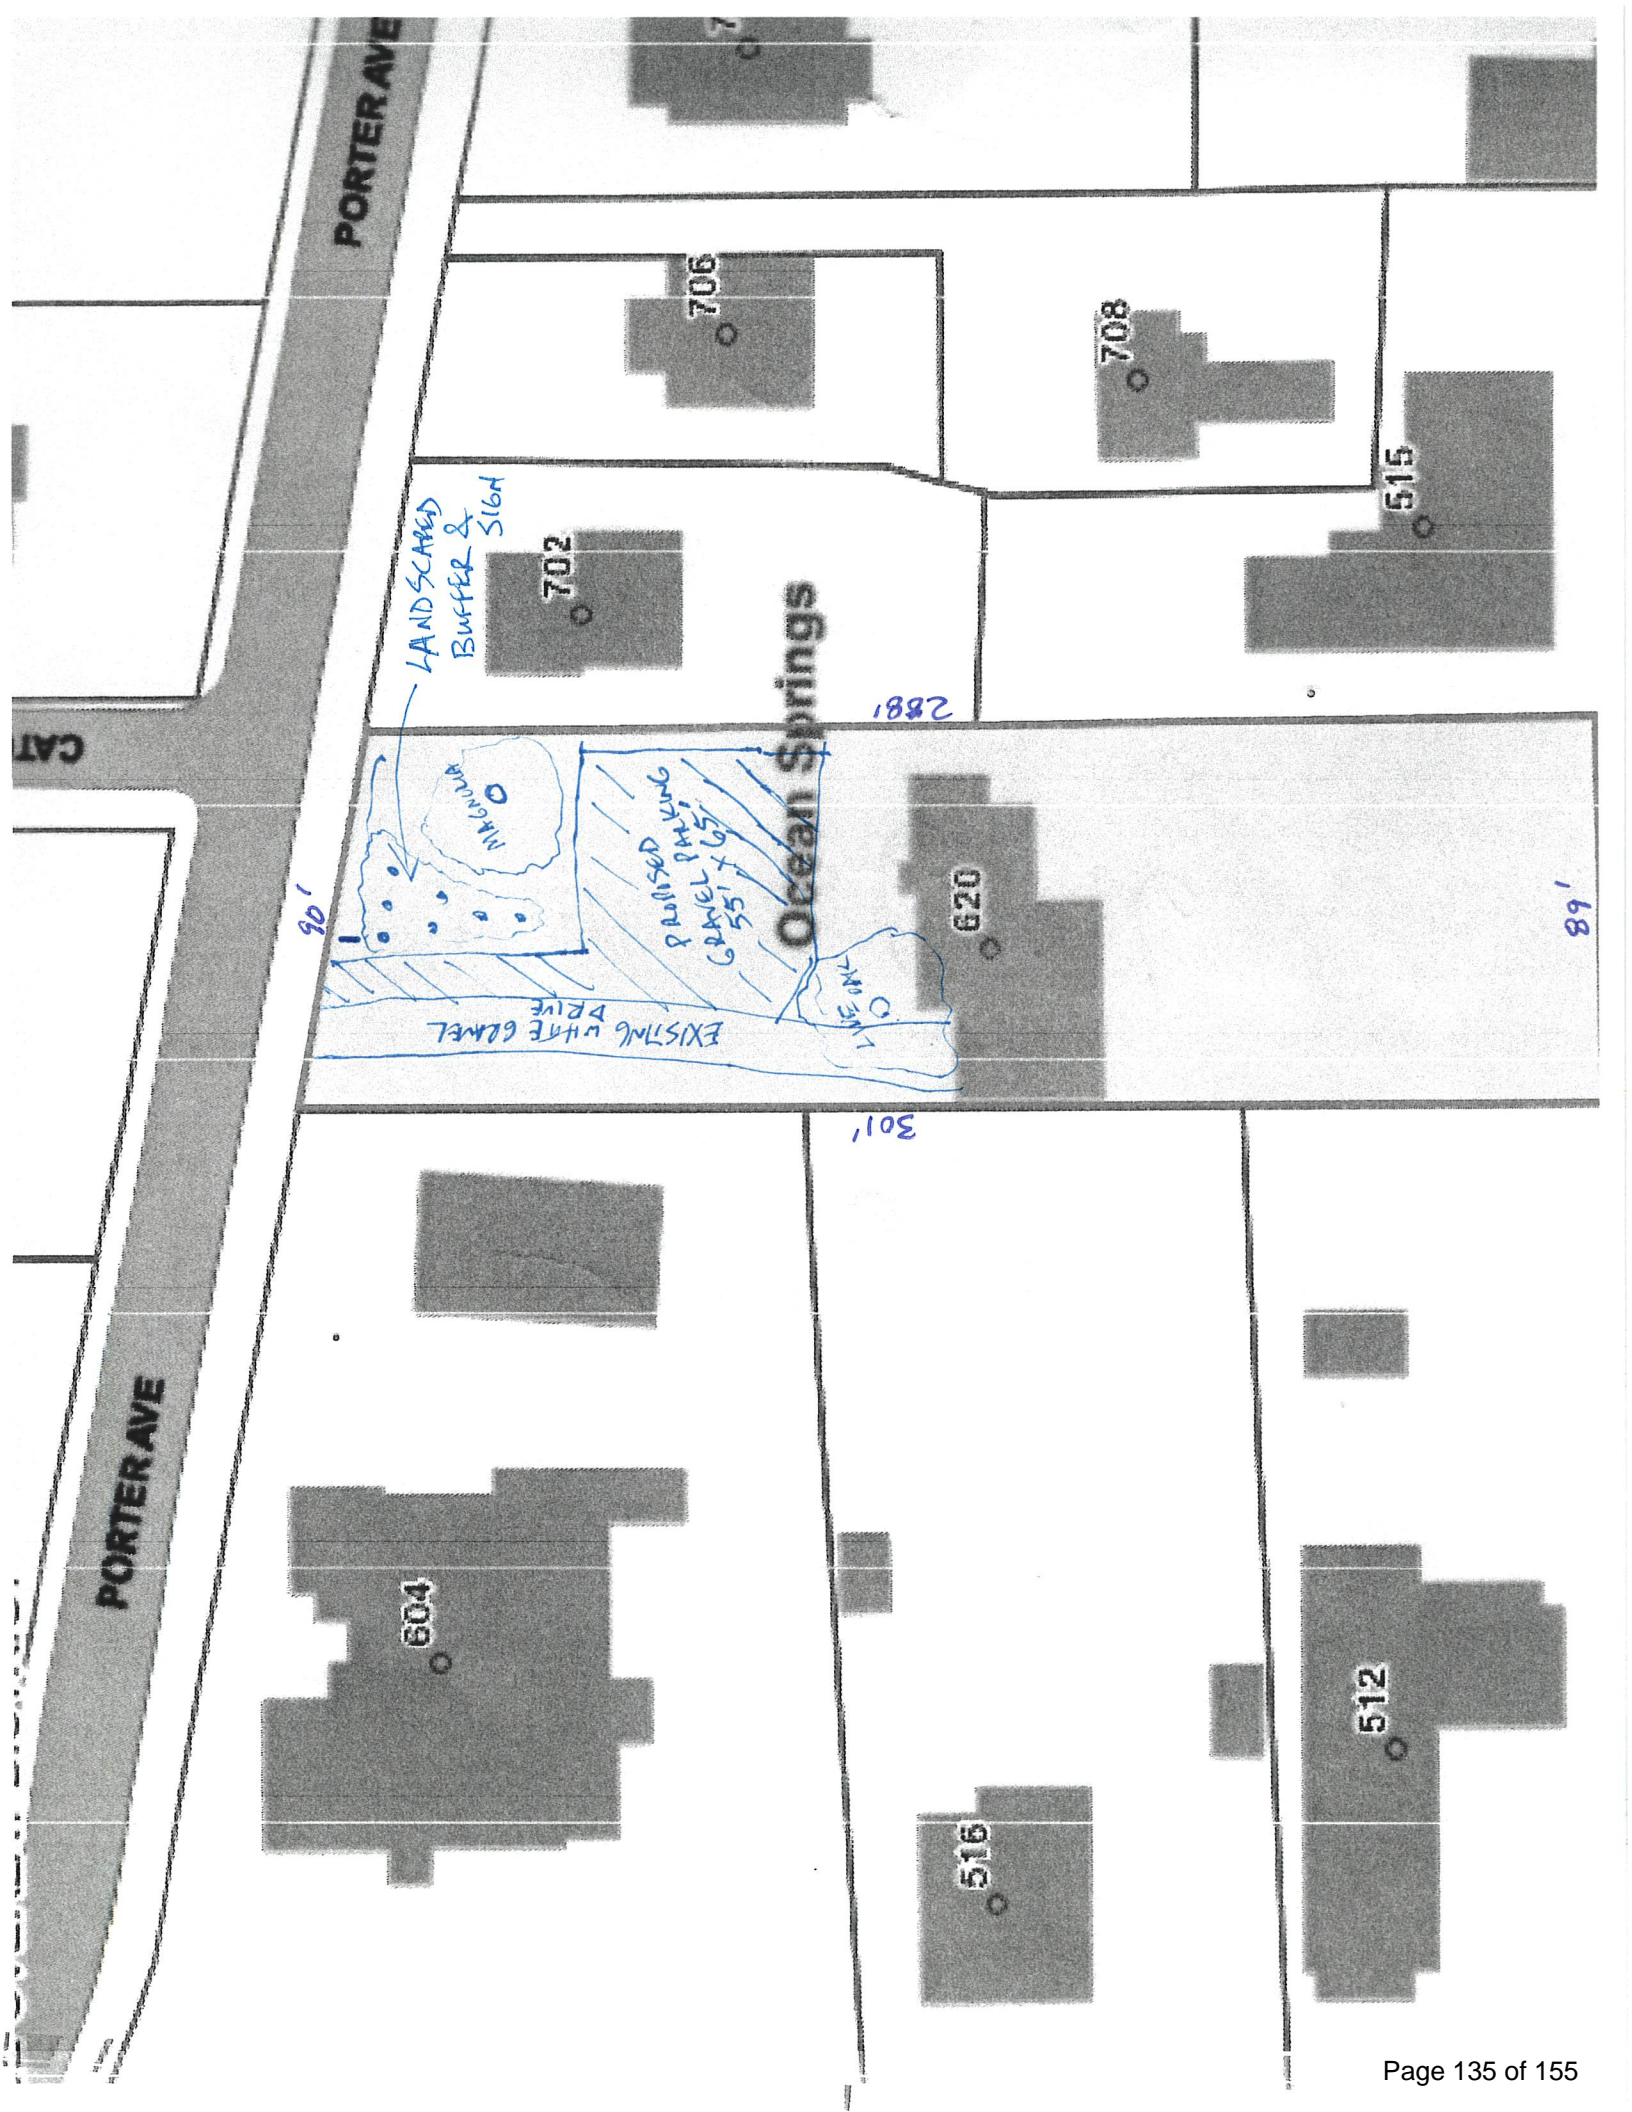 PORTER AVE
7
706
708
515
LANDSCAPED
BUFFER &
SIGN
702
CAT
Ocean Springs
288'
MAGNOLIA
PROPOSED
GRAVEL PARKING
55' X 65'
90'
620
89'
LIVE OAK
EXISTING WHITE GRAVEL
DRIVE
301'
PORTER AVE
604
516
512
Page 135 of 155